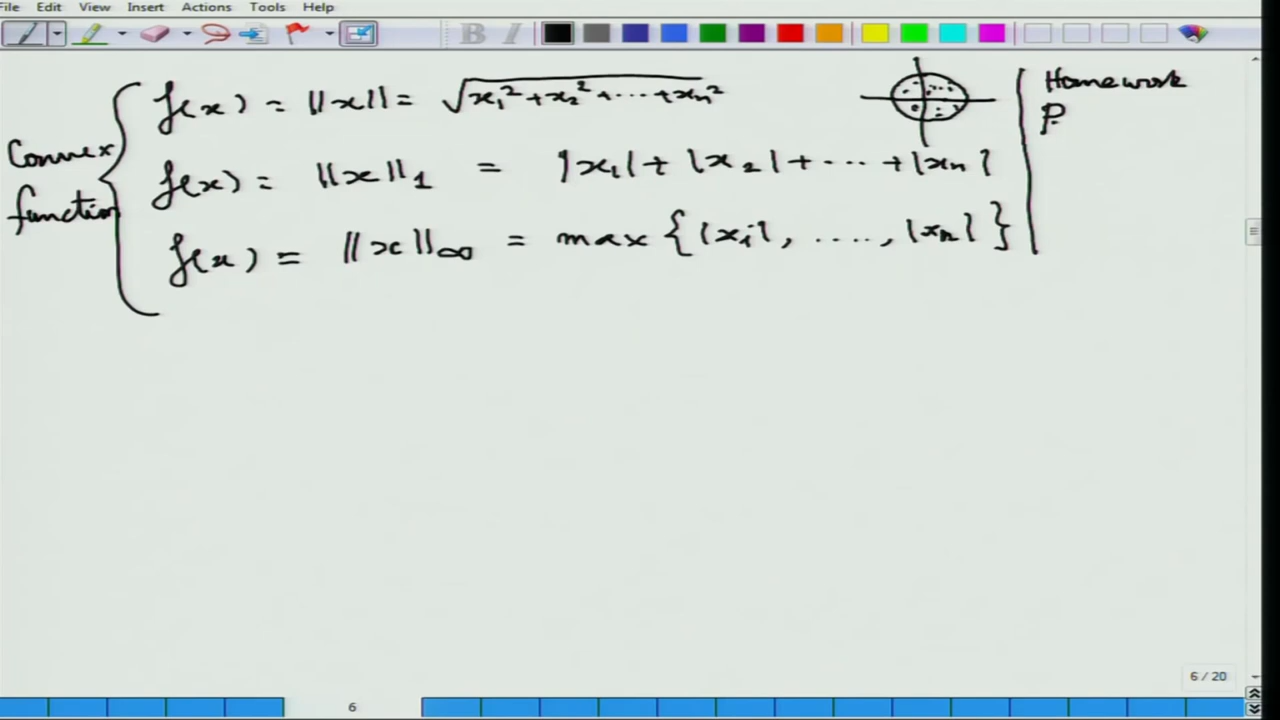 File Edit View Insert Actions Tools Help
B I
f(x) = ||x|| = √x₁² + x₂² + ... + xₙ²
Homework
P.
Convex function
f(x) = ||x||₁ = |x₁| + |x₂| + ... + |xₙ|
f(x) = ||x||∞ = max {|xᵢ|, ...., |xₙ|}
6 / 20
6